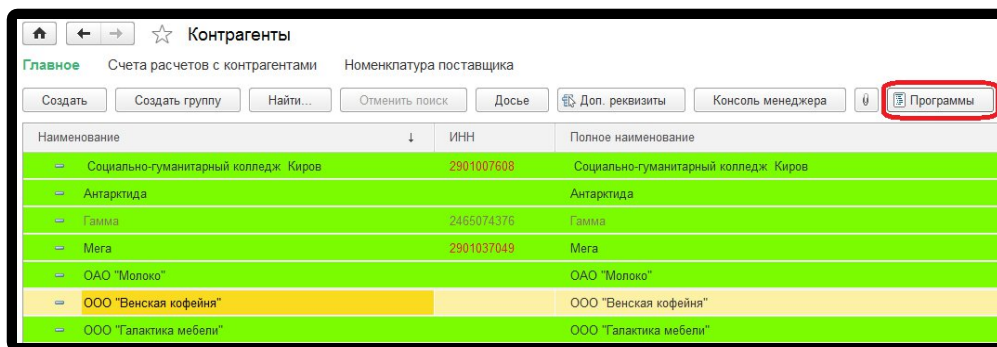 Контрагенты
Главное Счета расчетов с контрагентами Номенклатура поставщика
Создать Создать группу Найти... Отменить поиск Досье Доп. реквизиты Консоль менеджера Программы
Наименование ↓ ИНН Полное наименование
Социально-гуманитарный колледж Киров 2901007608 Социально-гуманитарный колледж Киров
Антарктида Антарктида
Гамма 2465074376 Гамма
Мега 2901037049 Мега
ОАО "Молоко" ОАО "Молоко"
ООО "Венская кофейня" ООО "Венская кофейня"
ООО "Галактика мебели" ООО "Галактика мебели"